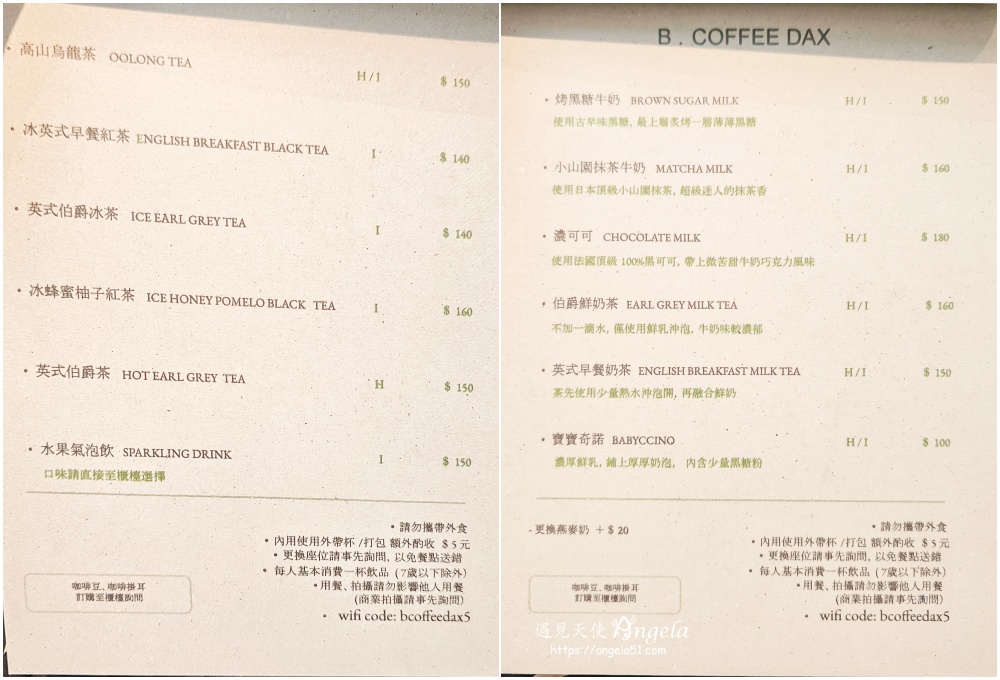 高山烏龍茶 OOLONG TEA H / I $ 150
冰英式早餐紅茶 ENGLISH BREAKFAST BLACK TEA I $ 140
英式伯爵冰茶 ICE EARL GREY TEA I $ 140
冰蜂蜜柚子紅茶 ICE HONEY POMELO BLACK TEA I $ 160
英式伯爵茶 HOT EARL GREY TEA H $ 150
水果氣泡飲 SPARKLING DRINK I $ 150
口味請直接至櫃檯選擇
• 請勿攜帶外食
• 內用使用外帶杯 /打包 額外酌收 $ 5 元
• 更換座位請事先詢問, 以免餐點送錯
• 每人基本消費一杯飲品 (7歲以下除外)
• 用餐、拍攝請勿影響他人用餐
(商業拍攝請事先詢問)
• wifi code: bcoffeedax5
咖啡豆、咖啡掛耳
訂購至櫃檯詢問
B . COFFEE DAX
烤黑糖牛奶 BROWN SUGAR MILK H / I $ 150
使用古早味黑糖, 最上層炙烤一層薄薄黑糖
小山園抹茶牛奶 MATCHA MILK H / I $ 160
使用日本頂級小山園抹茶, 超級迷人的抹茶香
濃可可 CHOCOLATE MILK H / I $ 180
使用法國頂級 100%黑可可, 帶上微苦甜牛奶巧克力風味
伯爵鮮奶茶 EARL GREY MILK TEA H / I $ 160
不加一滴水, 僅使用鮮乳沖泡, 牛奶味較濃郁
英式早餐奶茶 ENGLISH BREAKFAST MILK TEA H / I $ 150
茶先使用少量熱水沖泡開, 再融合鮮奶
寶寶奇諾 BABYCCINO H / I $ 100
濃厚鮮乳, 鋪上厚厚奶泡, 內含少量黑糖粉
- 更換燕麥奶 + $ 20
• 請勿攜帶外食
• 內用使用外帶杯 /打包 額外酌收 $ 5 元
• 更換座位請事先詢問, 以免餐點送錯
• 每人基本消費一杯飲品 (7歲以下除外)
• 用餐、拍攝請勿影響他人用餐
(商業拍攝請事先詢問)
• wifi code: bcoffeedax5
咖啡豆、咖啡掛耳
訂購至櫃檯詢問
遇見天使 Angela
https://angela51.com